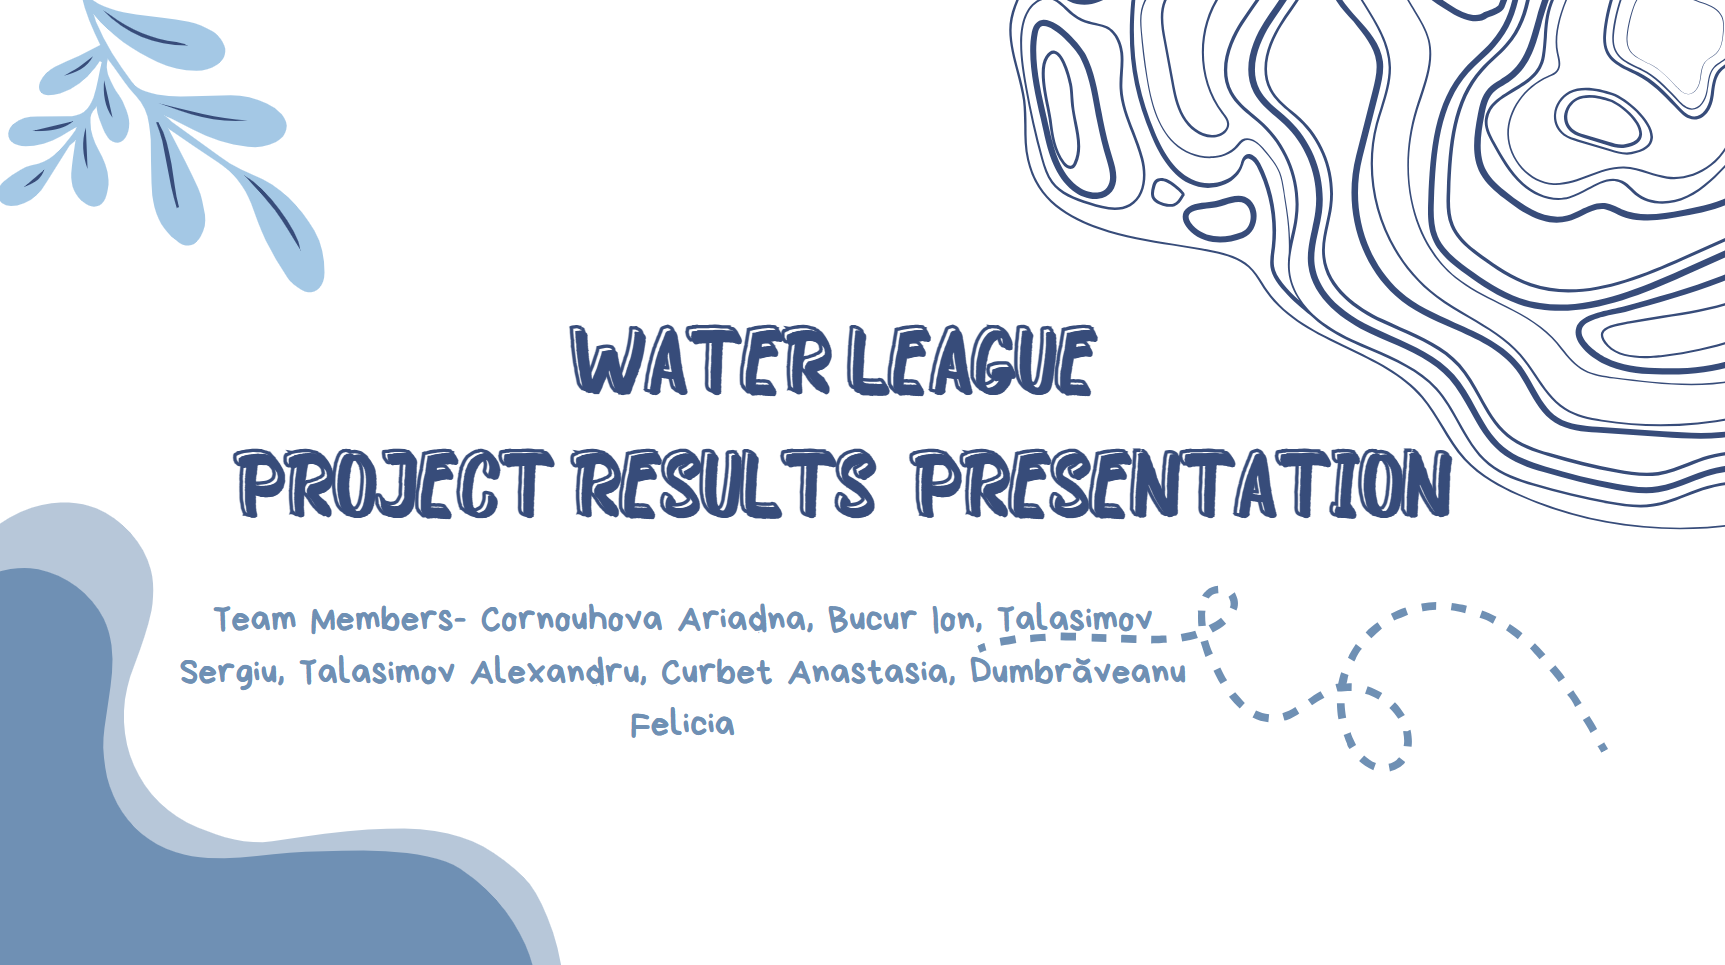 WATER LEAGUE
PROJECT RESULTS PRESENTATION
Team Members- Cornouhova Ariadna, Bucur Ion, Talasimov
Sergiu, Talasimov Alexandru, Curbet Anastasia, Dumbrăveanu
Felicia